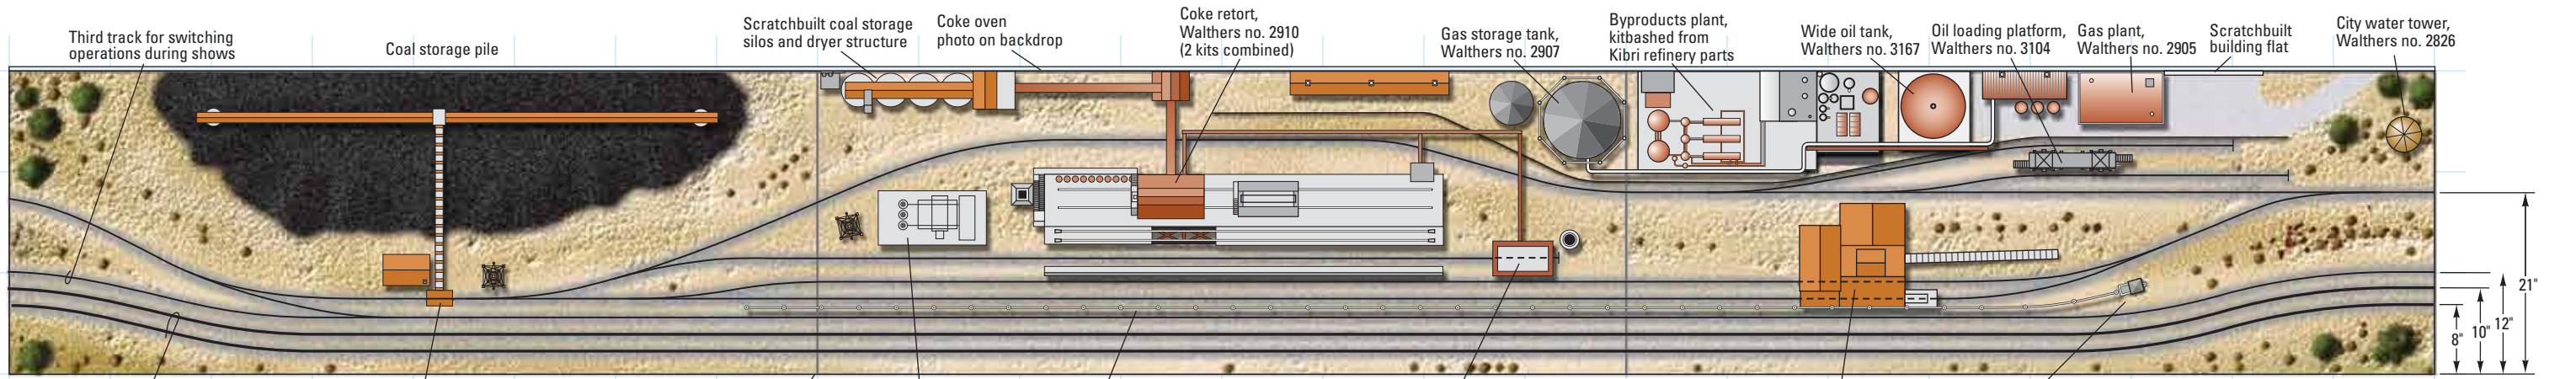 Third track for switching
operations during shows
Coal storage pile
Scratchbuilt coal storage
silos and dryer structure
Coke oven
photo on backdrop
Coke retort,
Walthers no. 2910
(2 kits combined)
Gas storage tank,
Walthers no. 2907
Byproducts plant,
kitbashed from
Kibri refinery parts
Wide oil tank,
Walthers no. 3167
Oil loading platform,
Walthers no. 3104
Gas plant,
Walthers no. 2905
Scratchbuilt
building flat
City water tower,
Walthers no. 2826
8"
10"
12"
21"